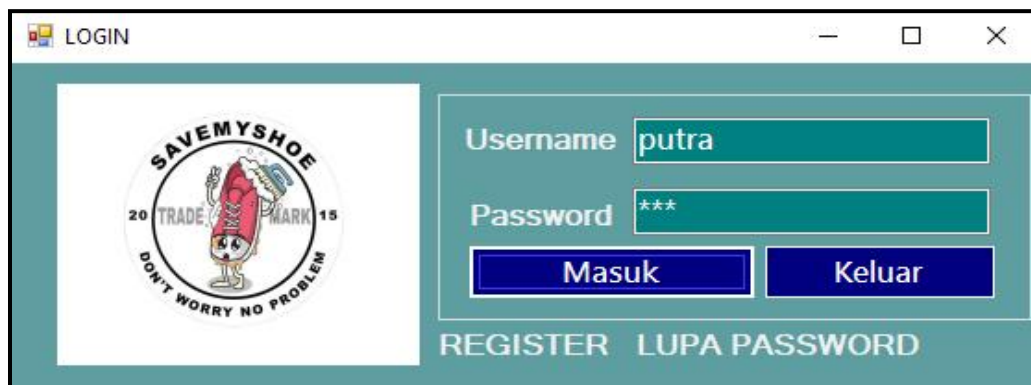 LOGIN
SAVEMYSHOE
20 TRADE MARK 15
DON'T WORRY NO PROBLEM
Username putra
Password ***
Masuk Keluar
REGISTER LUPA PASSWORD